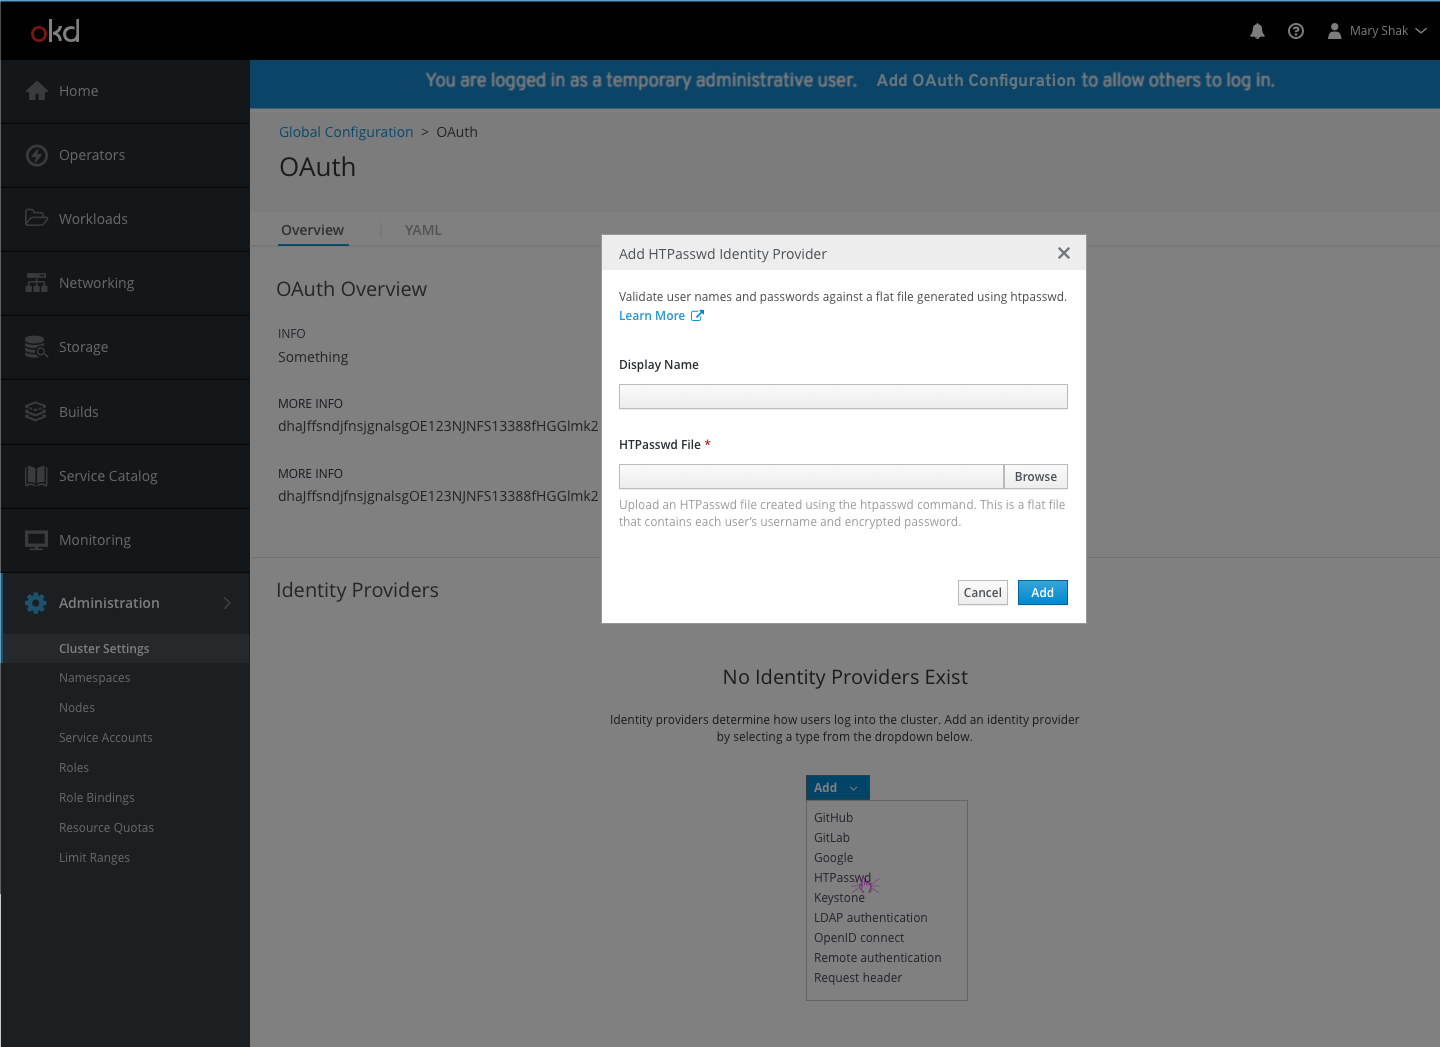 okd
Mary Shak
You are logged in as a temporary administrative user. Add OAuth Configuration to allow others to log in.
Home
Operators
Workloads
Networking
Storage
Builds
Service Catalog
Monitoring
Administration
Cluster Settings
Namespaces
Nodes
Service Accounts
Roles
Role Bindings
Resource Quotas
Limit Ranges
Global Configuration > OAuth
OAuth
Overview | YAML
OAuth Overview
INFO
Something
MORE INFO
dhaJffsndjfnsjgnalsgOE123NJNFS13388fHGGlmk2
MORE INFO
dhaJffsndjfnsjgnalsgOE123NJNFS13388fHGGlmk2
Identity Providers
Add HTPasswd Identity Provider
Validate user names and passwords against a flat file generated using htpasswd.
Learn More
Display Name
HTPasswd File *
Browse
Upload an HTPasswd file created using the htpasswd command. This is a flat file
that contains each user’s username and encrypted password.
Cancel Add
No Identity Providers Exist
Identity providers determine how users log into the cluster. Add an identity provider
by selecting a type from the dropdown below.
Add
GitHub
GitLab
Google
HTPasswd
Keystone
LDAP authentication
OpenID connect
Remote authentication
Request header